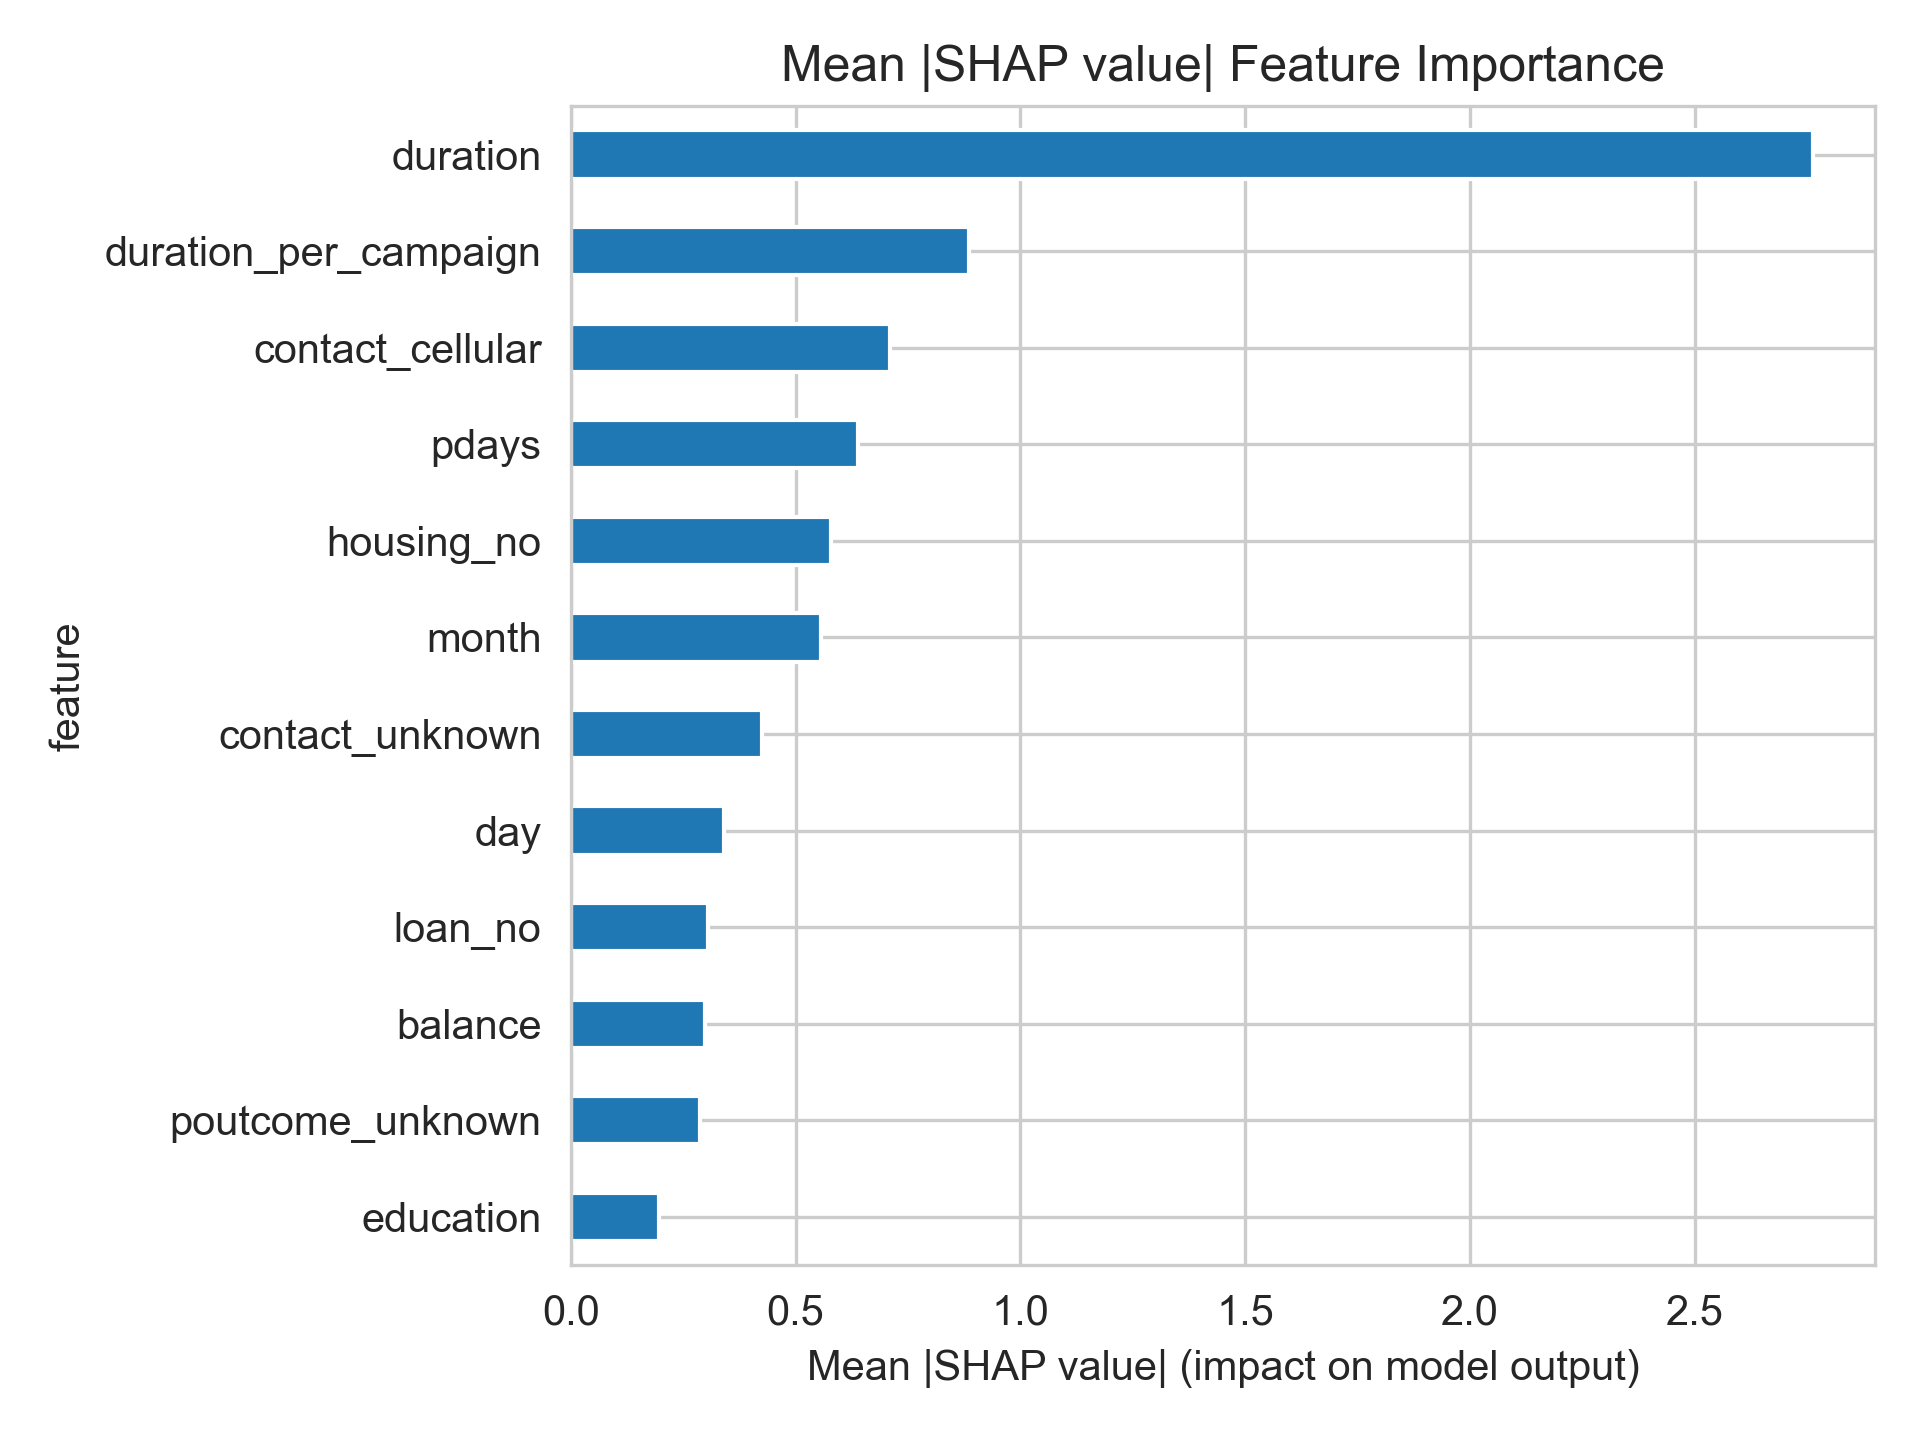 Mean |SHAP value| Feature Importance
duration
duration_per_campaign
contact_cellular
pdays
housing_no
month
contact_unknown
day
loan_no
balance
poutcome_unknown
education
feature
0.0 0.5 1.0 1.5 2.0 2.5
Mean |SHAP value| (impact on model output)